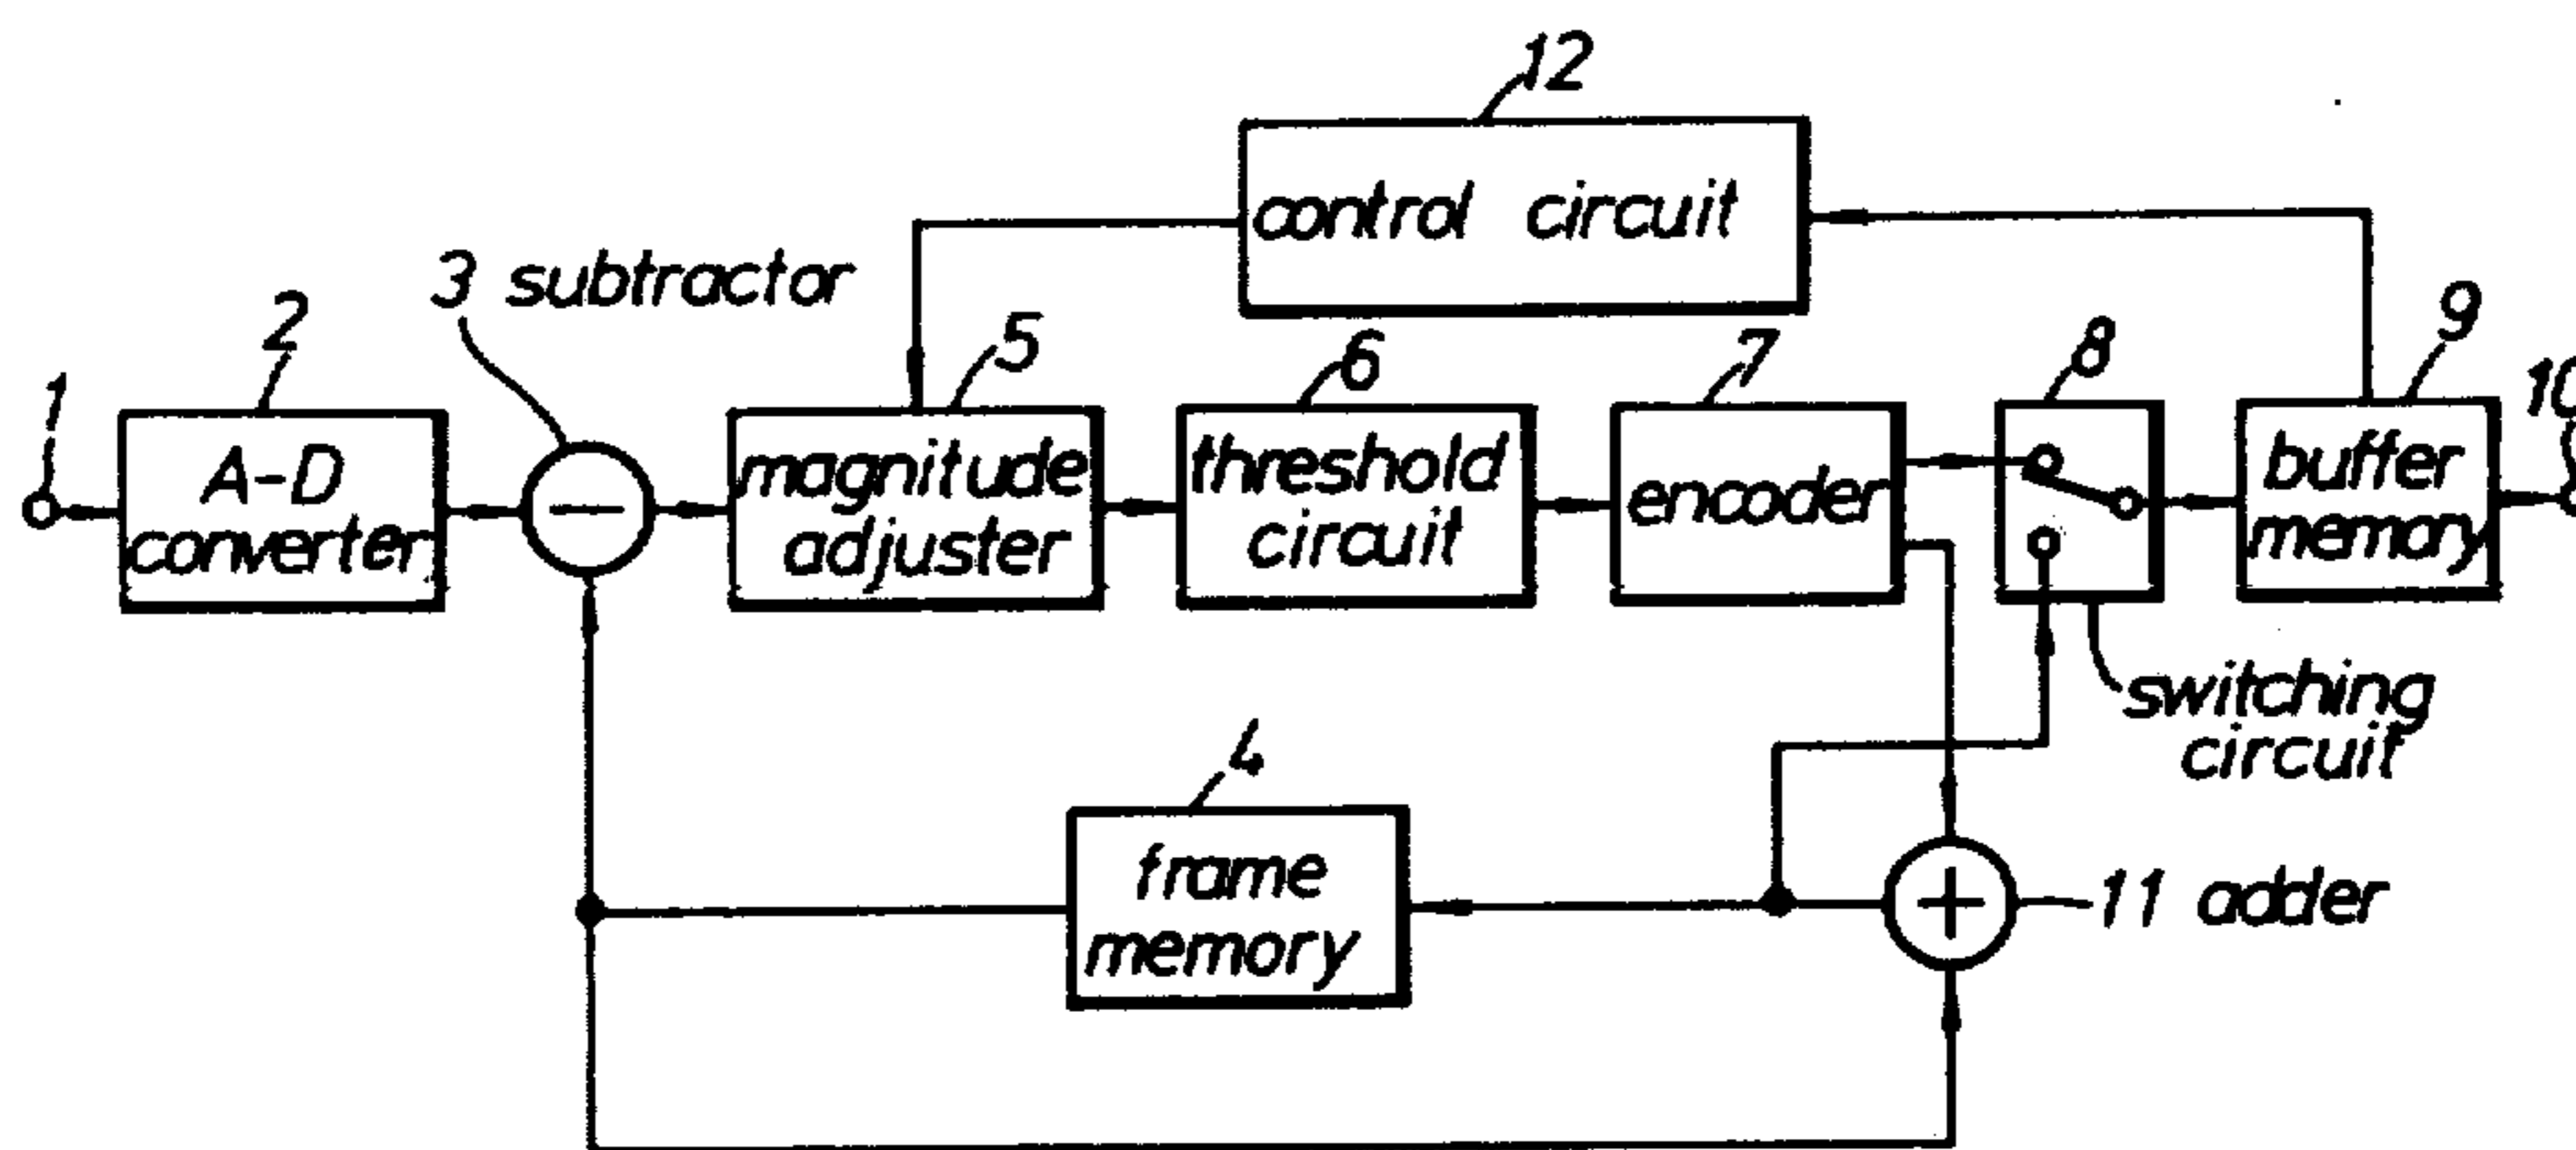 12
control circuit
3 subtractor
1
2
A-D
converter
5
magnitude
adjuster
6
threshold
circuit
7
encoder
8
switching
circuit
9
buffer
memory
10
4
frame
memory
11 adder